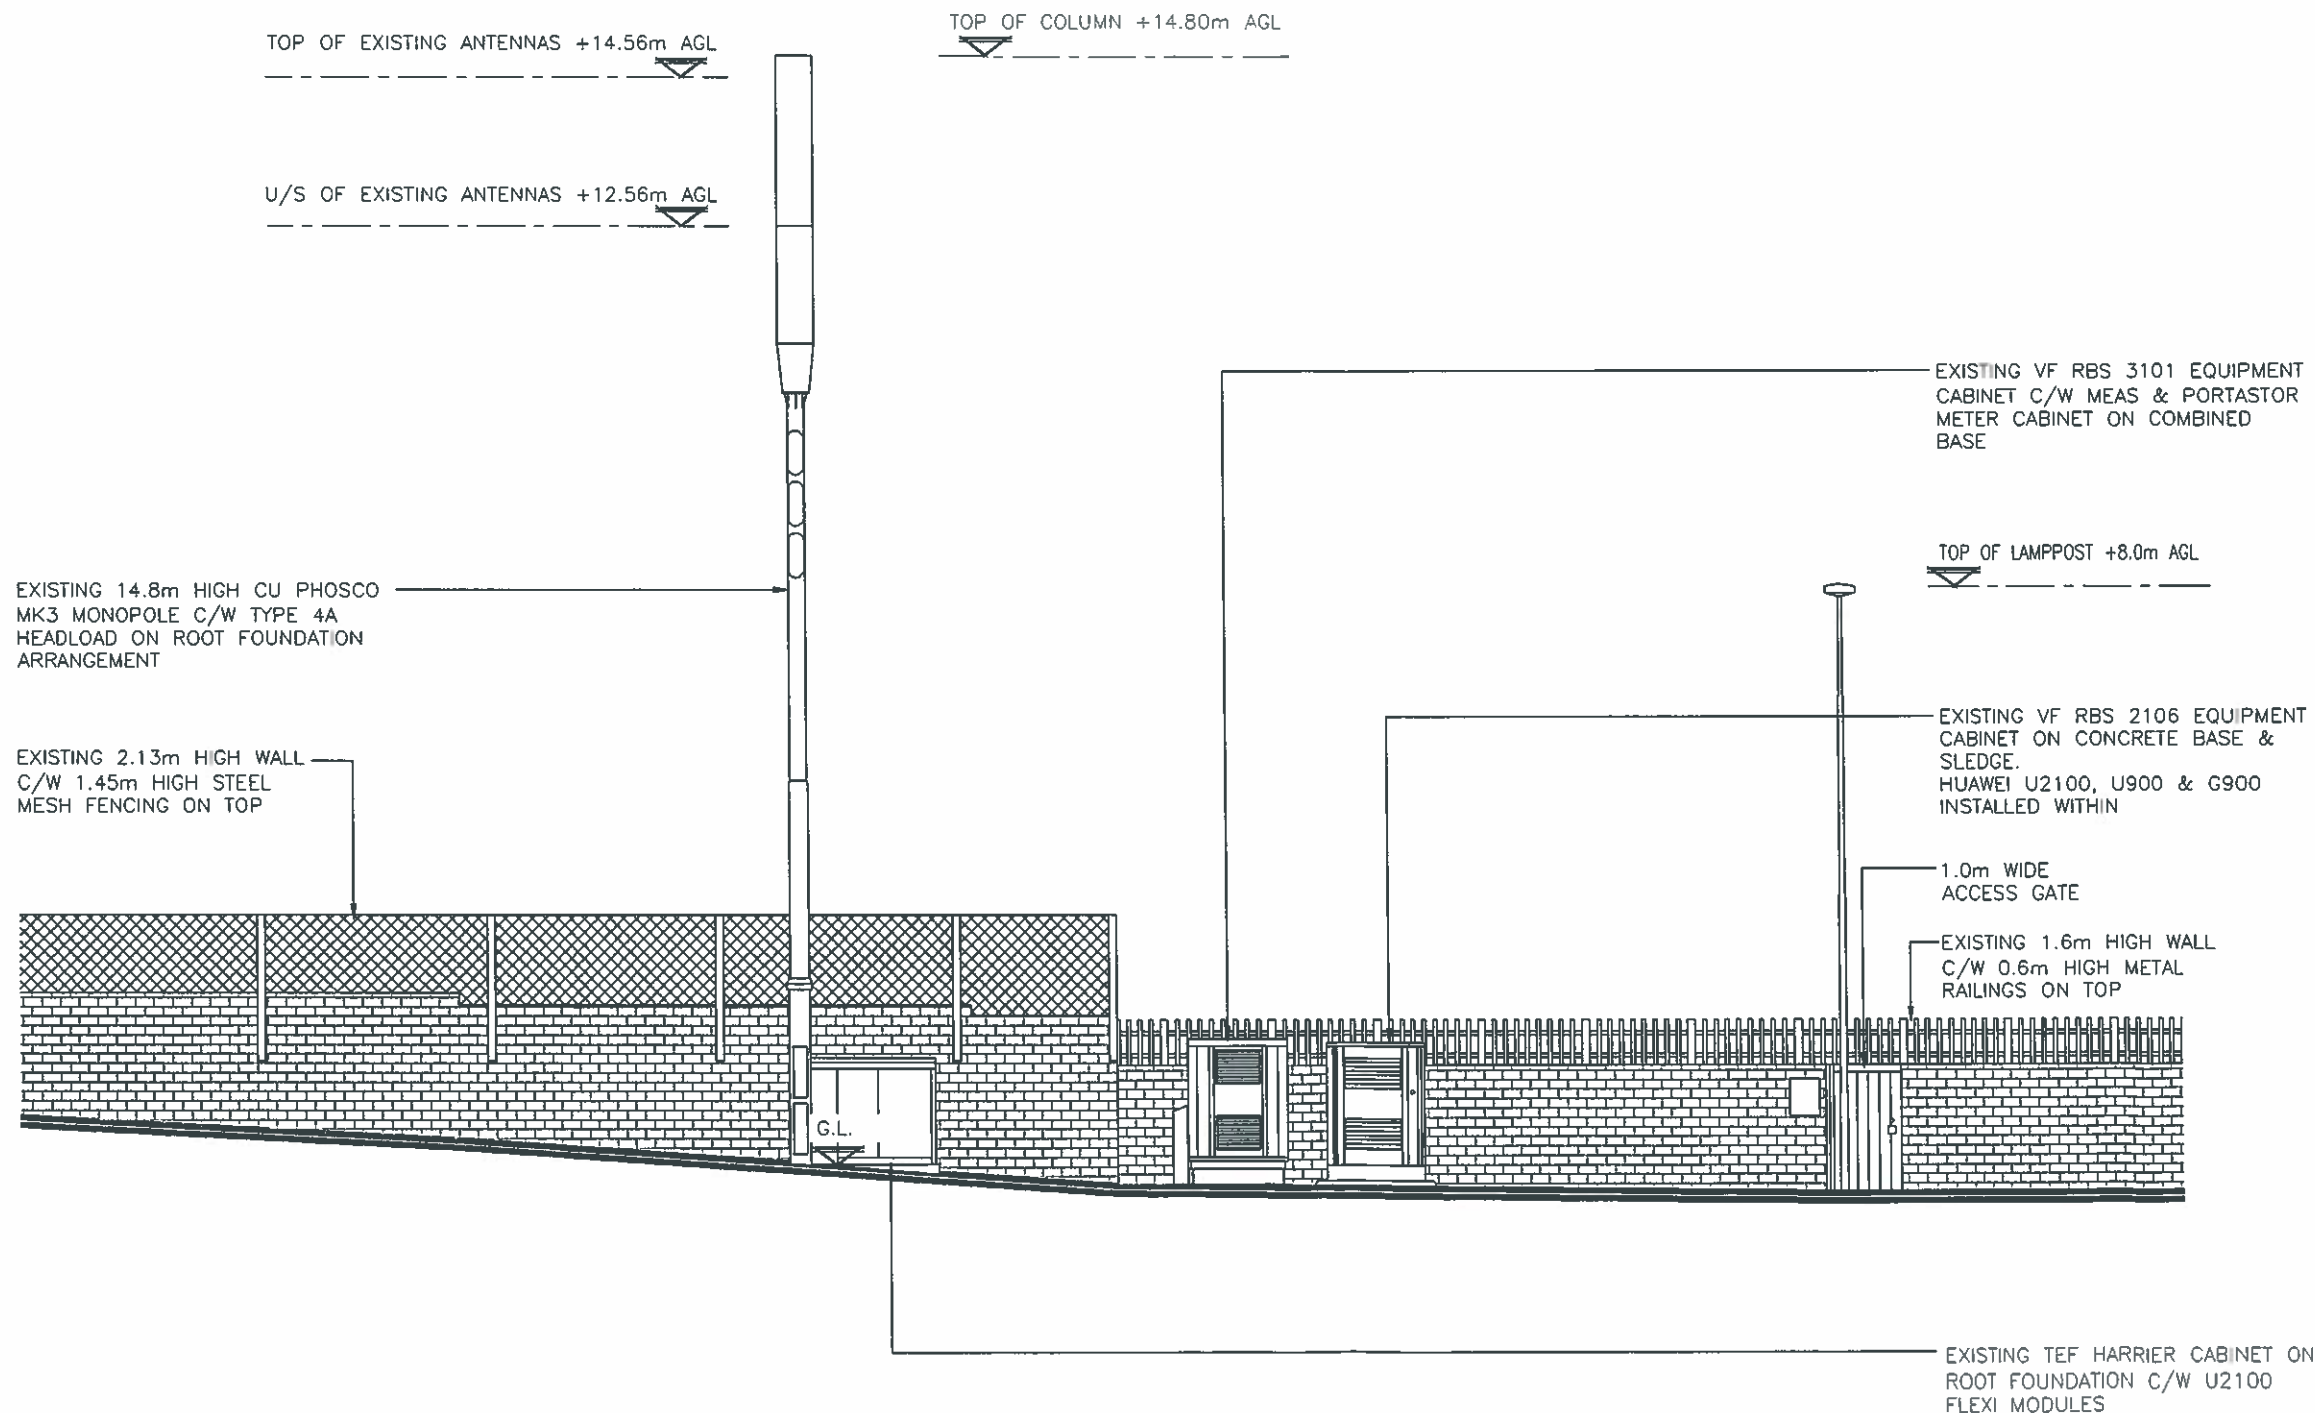 TOP OF COLUMN +14.80m AGL
TOP OF EXISTING ANTENNAS +14.56m AGL
U/S OF EXISTING ANTENNAS +12.56m AGL
EXISTING VF RBS 3101 EQUIPMENT
CABINET C/W MEAS & PORTASTOR
METER CABINET ON COMBINED
BASE
TOP OF LAMPPOST +8.0m AGL
EXISTING 14.8m HIGH CU PHOSCO
MK3 MONOPOLE C/W TYPE 4A
HEADLOAD ON ROOT FOUNDATION
ARRANGEMENT
EXISTING VF RBS 2106 EQUIPMENT
CABINET ON CONCRETE BASE &
SLEDGE.
HUAWEI U2100, U900 & G900
INSTALLED WITHIN
EXISTING 2.13m HIGH WALL
C/W 1.45m HIGH STEEL
MESH FENCING ON TOP
1.0m WIDE
ACCESS GATE
EXISTING 1.6m HIGH WALL
C/W 0.6m HIGH METAL
RAILINGS ON TOP
G.L.
EXISTING TEF HARRIER CABINET ON
ROOT FOUNDATION C/W U2100
FLEXI MODULES